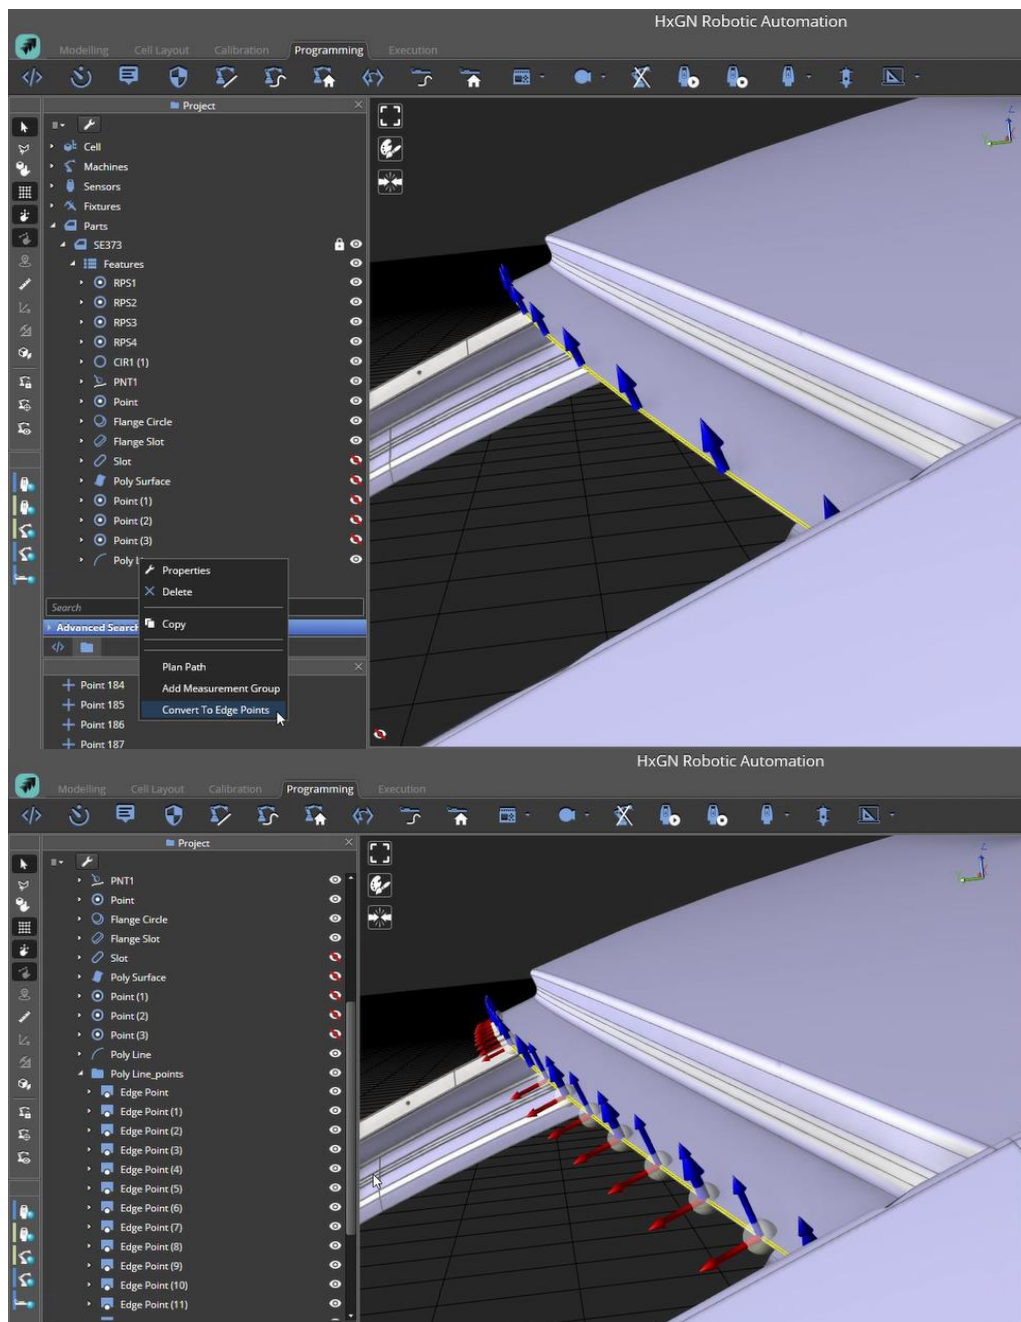 HxGN Robotic Automation
Modelling Cell Layout Calibration Programming Execution
Project
Cell
Machines
Sensors
Fixtures
Parts
SE373
Features
RPS1
RPS2
RPS3
RPS4
CIR1 (1)
PNT1
Point
Flange Circle
Flange Slot
Slot
Poly Surface
Point (1)
Point (2)
Point (3)
Poly L
Properties
Delete
Search
Advanced Search
Copy
Plan Path
Point 184
Add Measurement Group
Point 185
Convert To Edge Points
Point 186
Point 187
HxGN Robotic Automation
Modelling Cell Layout Calibration Programming Execution
Project
PNT1
Point
Flange Circle
Flange Slot
Slot
Poly Surface
Point (1)
Point (2)
Point (3)
Poly Line
Poly Line_points
Edge Point
Edge Point (1)
Edge Point (2)
Edge Point (3)
Edge Point (4)
Edge Point (5)
Edge Point (6)
Edge Point (7)
Edge Point (8)
Edge Point (9)
Edge Point (10)
Edge Point (11)